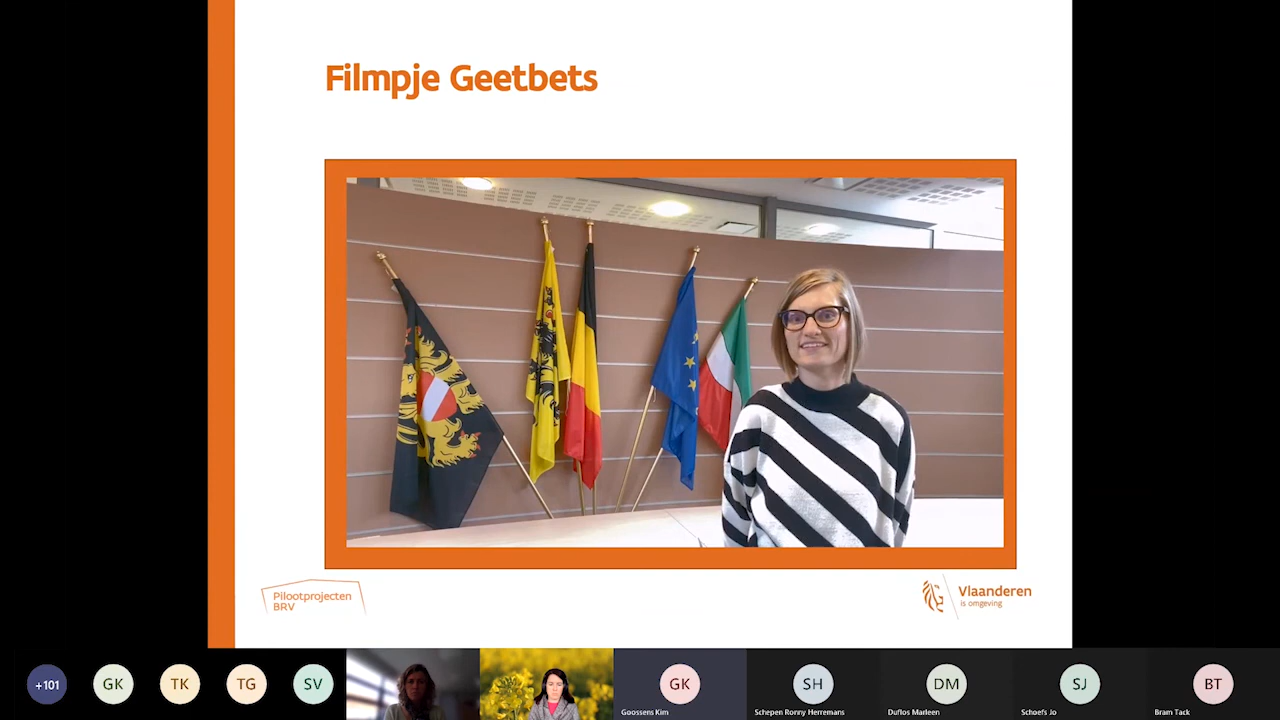 Filmpje Geetbets
Pilootprojecten
BRV
Vlaanderen
is omgeving
+101
GK
TK
TG
SV
GK
Goossens Kim
SH
Schepen Ronny Herremans
DM
Duflos Marleen
SJ
Schoefs Jo
BT
Bram Tack